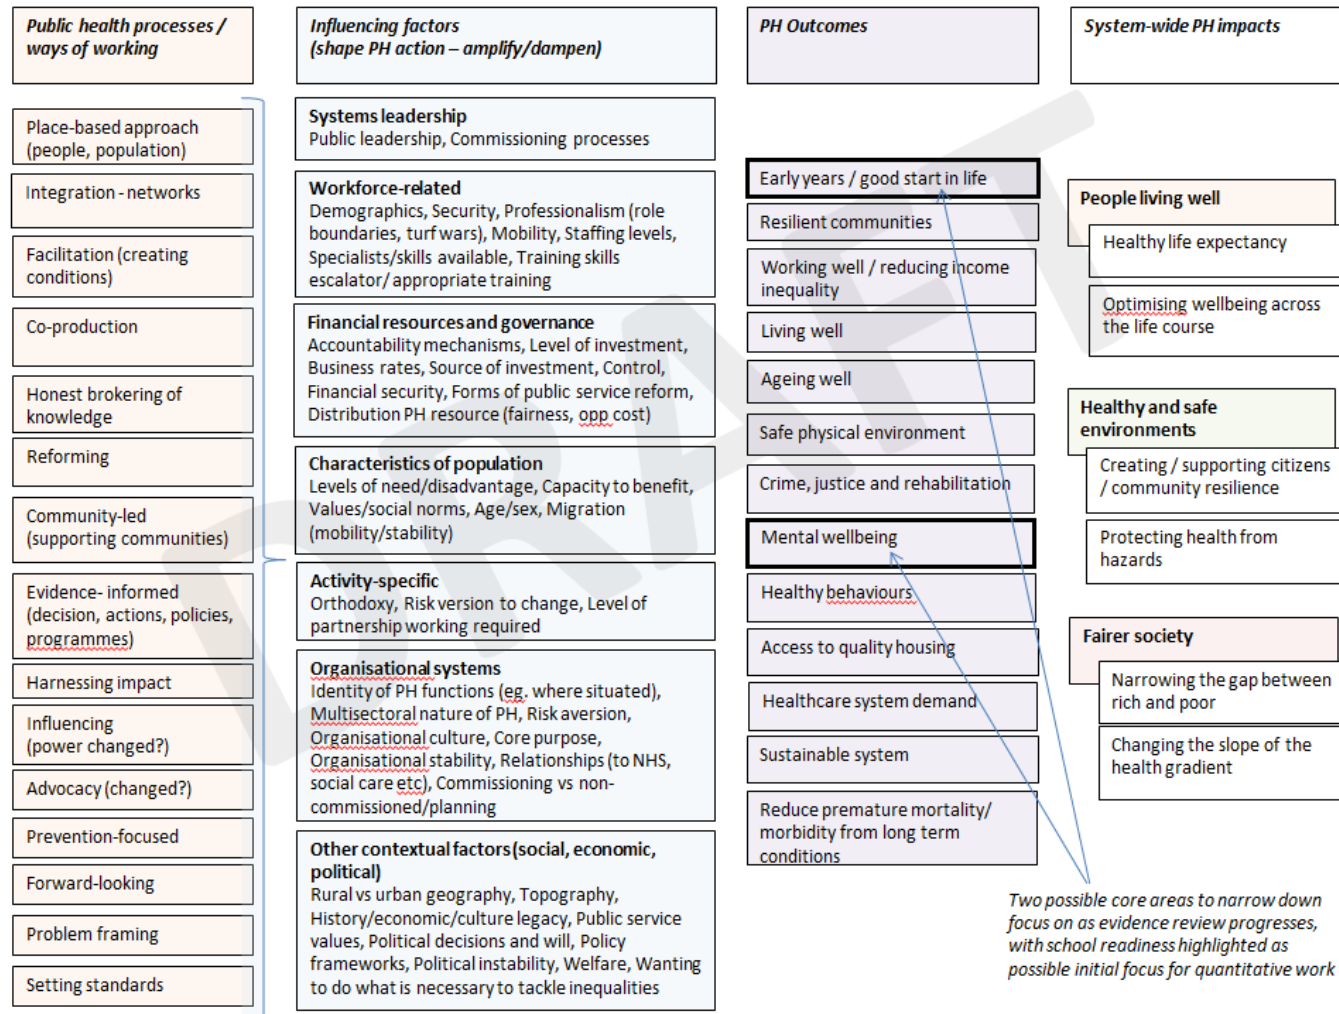 Public health processes /
ways of working
Influencing factors
(shape PH action – amplify/dampen)
PH Outcomes
System-wide PH impacts
Place-based approach
(people, population)
Integration - networks
Facilitation (creating
conditions)
Co-production
Honest brokering of
knowledge
Reforming
Community-led
(supporting communities)
Evidence- informed
(decision, actions, policies,
programmes)
Harnessing impact
Influencing
(power changed?)
Advocacy (changed?)
Prevention-focused
Forward-looking
Problem framing
Setting standards
Systems leadership
Public leadership, Commissioning processes
Workforce-related
Demographics, Security, Professionalism (role
boundaries, turf wars), Mobility, Staffing levels,
Specialists/skills available, Training skills
escalator/ appropriate training
Financial resources and governance
Accountability mechanisms, Level of investment,
Business rates, Source of investment, Control,
Financial security, Forms of public service reform,
Distribution PH resource (fairness, opp cost)
Characteristics of population
Levels of need/disadvantage, Capacity to benefit,
Values/social norms, Age/sex, Migration
(mobility/stability)
Activity-specific
Orthodoxy, Risk version to change, Level of
partnership working required
Organisational systems
Identity of PH functions (eg. where situated),
Multisectoral nature of PH, Risk aversion,
Organisational culture, Core purpose,
Organisational stability, Relationships (to NHS,
social care etc), Commissioning vs non-
commissioned/planning
Other contextual factors (social, economic,
political)
Rural vs urban geography, Topography,
History/economic/culture legacy, Public service
values, Political decisions and will, Policy
frameworks, Political instability, Welfare, Wanting
to do what is necessary to tackle inequalities
Early years / good start in life
Resilient communities
Working well / reducing income
inequality
Living well
Ageing well
Safe physical environment
Crime, justice and rehabilitation
Mental wellbeing
Healthy behaviours
Access to quality housing
Healthcare system demand
Sustainable system
Reduce premature mortality/
morbidity from long term
conditions
People living well
Healthy life expectancy
Optimising wellbeing across
the life course
Healthy and safe
environments
Creating / supporting citizens
/ community resilience
Protecting health from
hazards
Fairer society
Narrowing the gap between
rich and poor
Changing the slope of the
health gradient
Two possible core areas to narrow down
focus on as evidence review progresses,
with school readiness highlighted as
possible initial focus for quantitative work
DRAFT